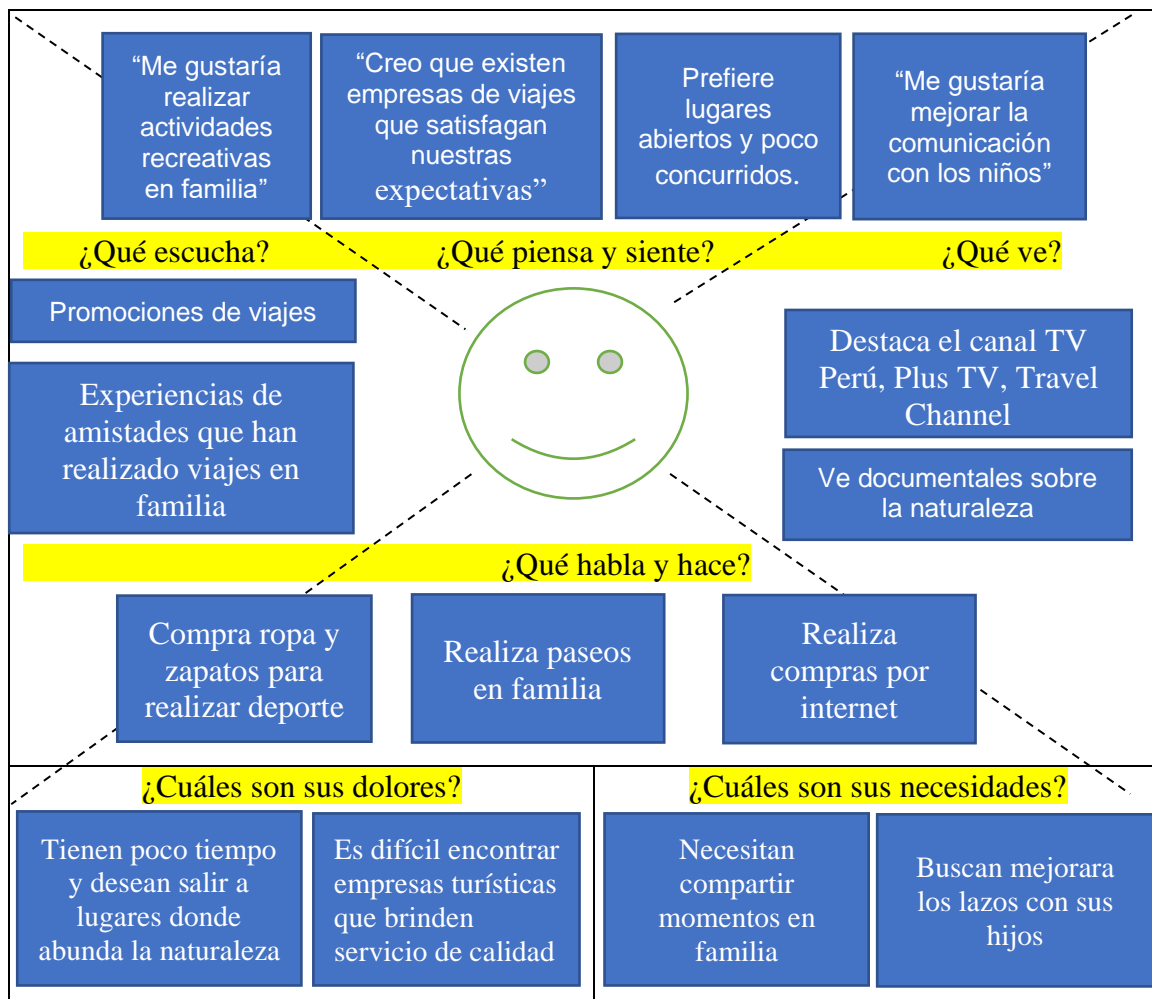 “Me gustaría
realizar
actividades
recreativas
en familia”
“Creo que existen
empresas de viajes
que satisfagan
nuestras
expectativas”
Prefiere
lugares
abiertos y poco
concurridos.
“Me gustaría
mejorar la
comunicación
con los niños”
¿Qué escucha?
¿Qué piensa y siente?
¿Qué ve?
Promociones de viajes
Experiencias de
amistades que han
realizado viajes en
familia
Destaca el canal TV
Perú, Plus TV, Travel
Channel
Ve documentales sobre
la naturaleza
¿Qué habla y hace?
Compra ropa y
zapatos para
realizar deporte
Realiza paseos
en familia
Realiza
compras por
internet
¿Cuáles son sus dolores?
Tienen poco tiempo
y desean salir a
lugares donde
abunda la naturaleza
Es difícil encontrar
empresas turísticas
que brinden
servicio de calidad
¿Cuáles son sus necesidades?
Necesitan
compartir
momentos en
familia
Buscan mejorara
los lazos con sus
hijos